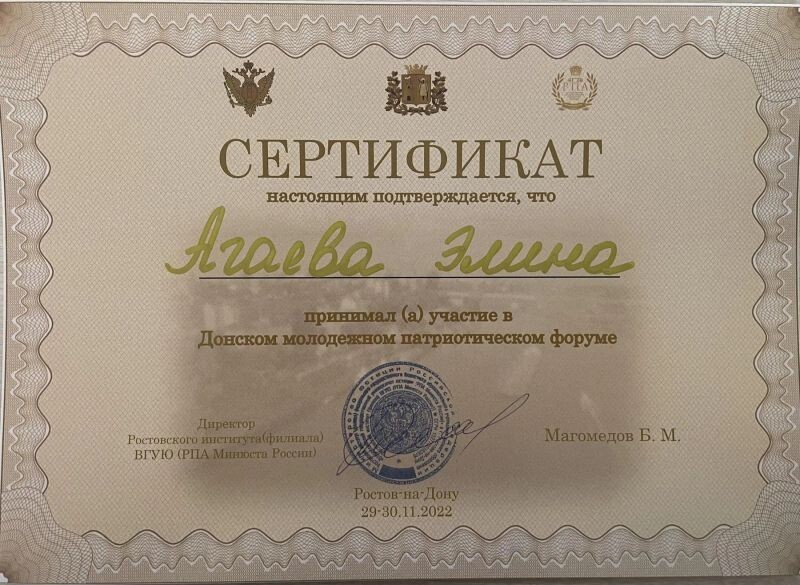 РПА
СЕРТИФИКАТ
настоящим подтверждается, что
Агаева Элина
принимал (а) участие в
Донском молодежном патриотическом форуме
Директор
Ростовского института(филиала)
ВГУЮ (РПА Минюста России)
Магомедов Б. М.
Ростов-на-Дону
29-30.11.2022